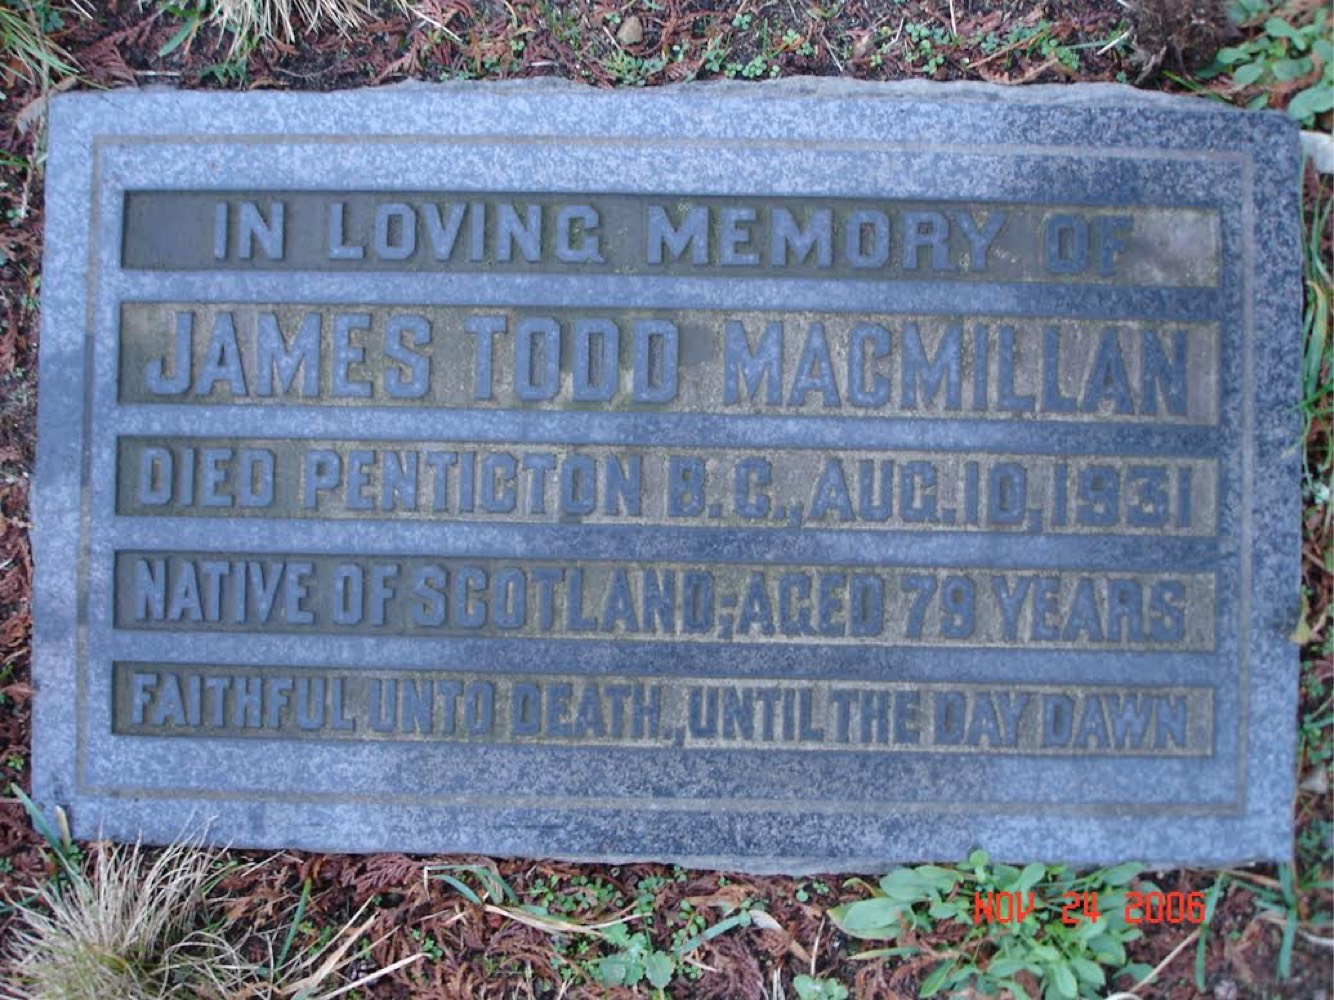 IN LOVING MEMORY OF
JAMES TODD MACMILLAN
DIED PENTICTON B.C., AUG. 10, 1931
NATIVE OF SCOTLAND; AGED 79 YEARS
FAITHFUL UNTO DEATH., UNTIL THE DAY DAWN
NOV 24 2006